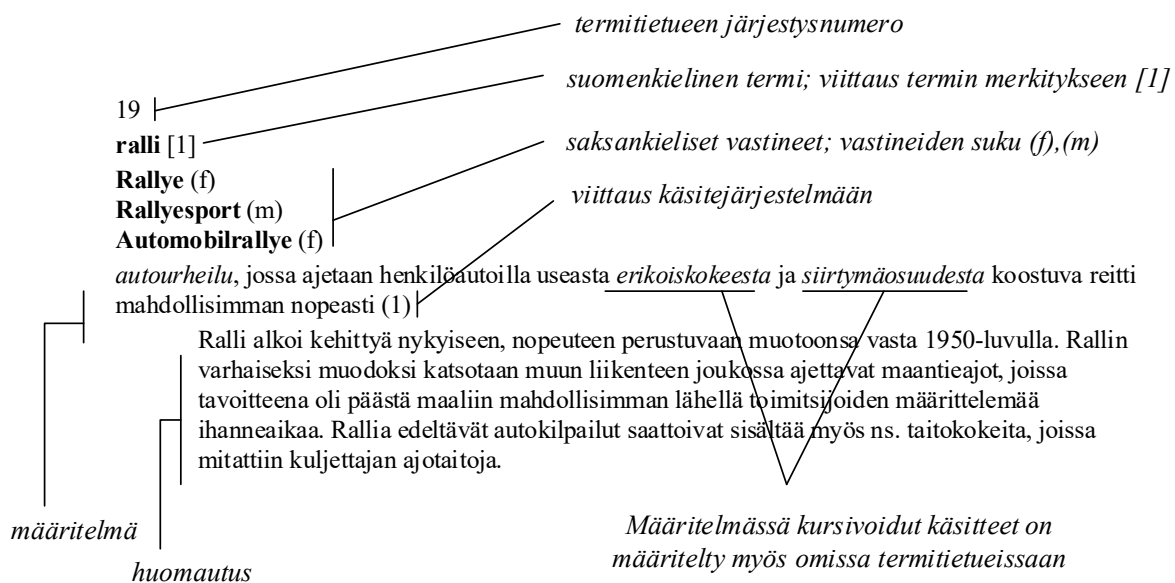 termitietueen järjestysnumero
suomenkielinen termi; viittaus termin merkitykseen [1]
19
ralli [1]
saksankieliset vastineet; vastineiden suku (f),(m)
Rallye (f)
viittaus käsitejärjestelmään
Rallyesport (m)
Automobilrallye (f)
autourheilu, jossa ajetaan henkilöautoilla useasta erikoiskokeesta ja siirtymäosuudesta koostuva reitti
mahdollisimman nopeasti (1)
Ralli alkoi kehittyä nykyiseen, nopeuteen perustuvaan muotoonsa vasta 1950-luvulla. Rallin
varhaiseksi muodoksi katsotaan muun liikenteen joukossa ajettavat maantieajot, joissa
tavoitteena oli päästä maaliin mahdollisimman lähellä toimitsijoiden määrittelemää
ihanneaikaa. Rallia edeltävät autokilpailut saattoivat sisältää myös ns. taitokokeita, joissa
mitattiin kuljettajan ajotaitoja.
määritelmä
Määritelmässä kursivoidut käsitteet on
määritelty myös omissa termitietueissaan
huomautus